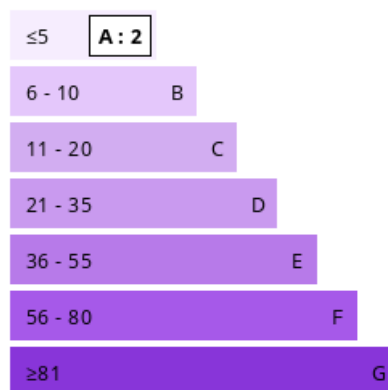 ≤5 A : 2
6 - 10 B
11 - 20 C
21 - 35 D
36 - 55 E
56 - 80 F
≥81 G